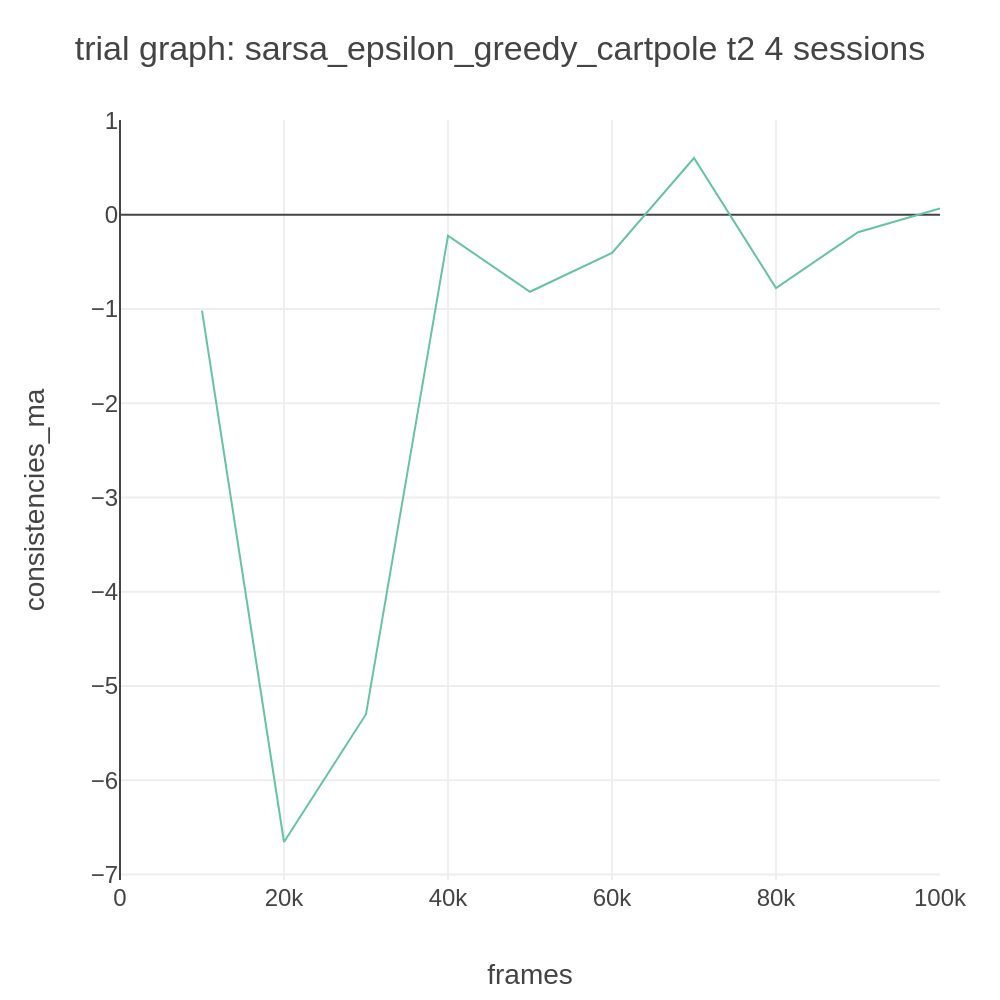 trial graph: sarsa_epsilon_greedy_cartpole t2 4 sessions
1
0
−1
−2
−3
−4
−5
−6
−7
consistencies_ma
0 20k 40k 60k 80k 100k
frames